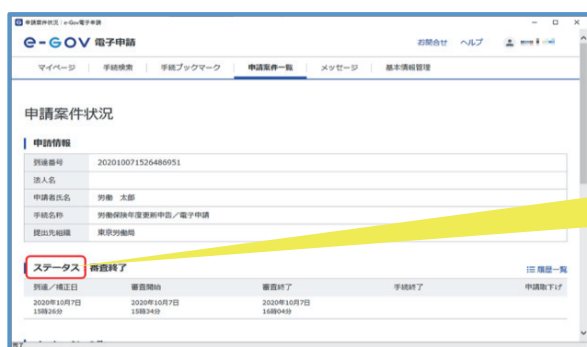 申請案件状況｜e-Gov電子申請
e-GOV 電子申請
お問合せ ヘルプ
マイページ 手続検索 手続ブックマーク 申請案件一覧 メッセージ 基本情報管理
申請案件状況
申請情報
到達番号 202010071526486951
法人名
申請者氏名 労働 太郎
手続名称 労働保険年度更新申告／電子申請
提出先組織 東京労働局
ステータス 審査終了
履歴一覧
到達／補正日 審査開始 審査終了 手続終了 申請取下げ
2020年10月7日 2020年10月7日 2020年10月7日
15時26分 15時34分 16時04分
完了